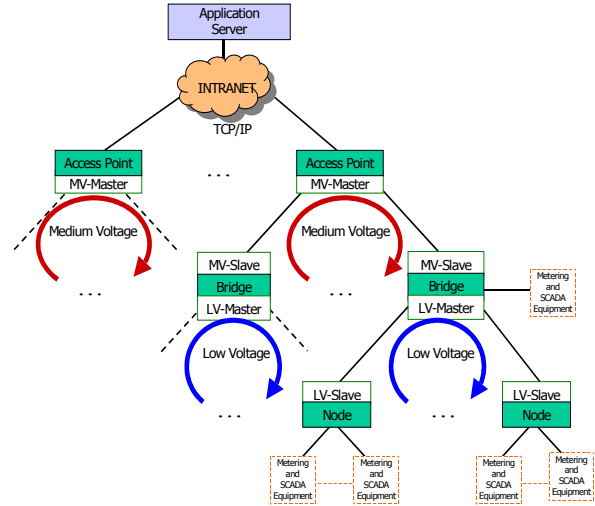 Application
Server
INTRANET
TCP/IP
Access Point
MV-Master
...
Access Point
MV-Master
Medium Voltage
...
Medium Voltage
...
MV-Slave
Bridge
LV-Master
MV-Slave
Bridge
LV-Master
Metering
and
SCADA
Equipment
Low Voltage
...
Low Voltage
...
LV-Slave
Node
LV-Slave
Node
Metering
and
SCADA
Equipment
Metering
and
SCADA
Equipment
Metering
and
SCADA
Equipment
Metering
and
SCADA
Equipment